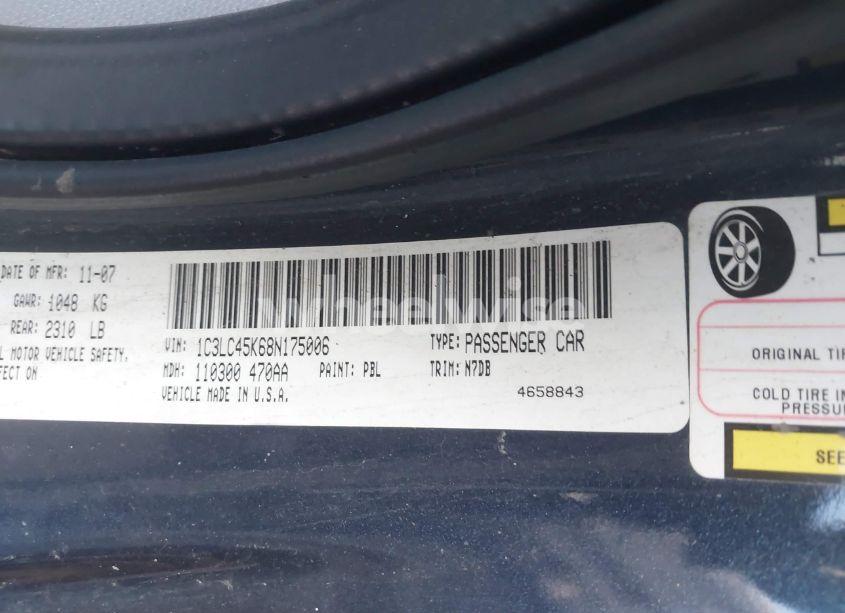 DATE OF MFR: 11-07
GAWR: 1048 KG
REAR: 2310 LB
L MOTOR VEHICLE SAFETY,
FECT ON
wheelwise
VIN: 1C3LC45K68N175006
TYPE: PASSENGER CAR
MDH: 110300 470AA PAINT: PBL TRIM: N7DB
VEHICLE MADE IN U.S.A. 4658843
ORIGINAL TIR
COLD TIRE IN
PRESSU
SEE